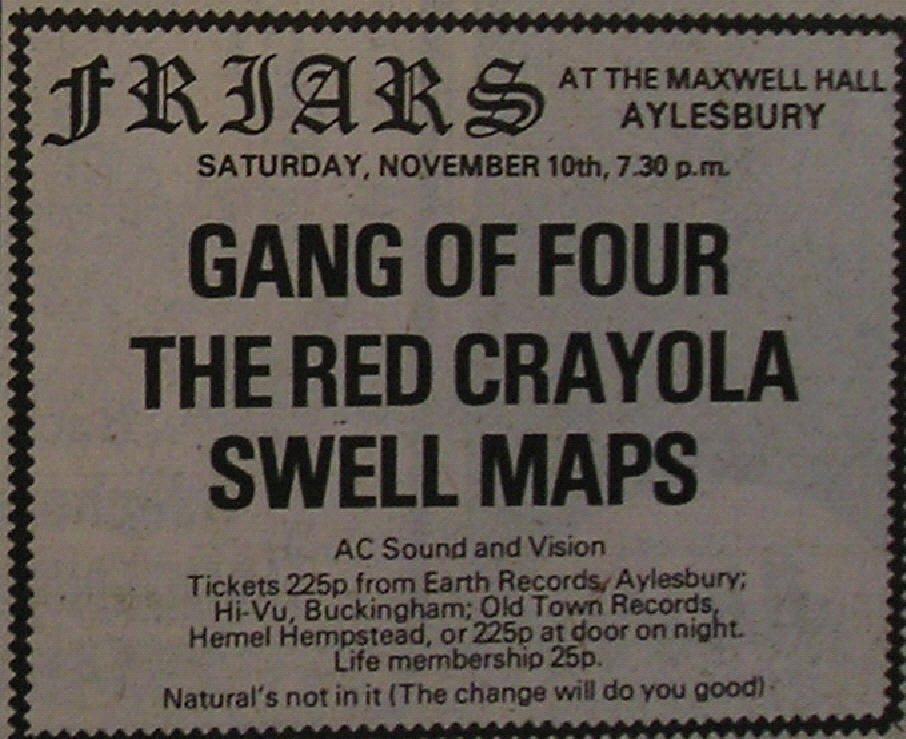 FRIARS AT THE MAXWELL HALL
AYLESBURY
SATURDAY, NOVEMBER 10th, 7.30 p.m.
GANG OF FOUR
THE RED CRAYOLA
SWELL MAPS
AC Sound and Vision
Tickets 225p from Earth Records, Aylesbury;
Hi-Vu, Buckingham; Old Town Records,
Hemel Hempstead, or 225p at door on night.
Life membership 25p.
Natural's not in it (The change will do you good)